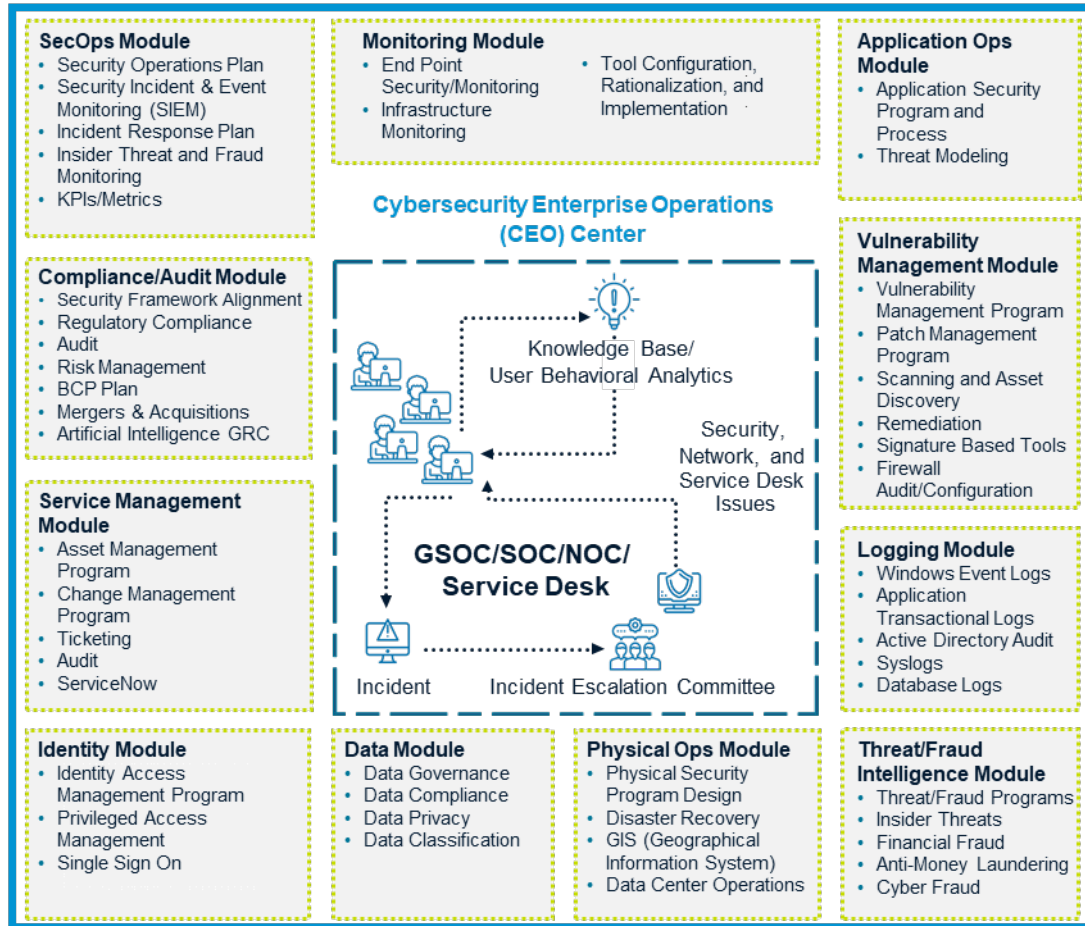 SecOps Module
• Security Operations Plan
• Security Incident & Event
Monitoring (SIEM)
• Incident Response Plan
• Insider Threat and Fraud
Monitoring
• KPIs/Metrics
Monitoring Module
• End Point
Security/Monitoring
• Infrastructure
Monitoring
• Tool Configuration,
Rationalization, and
Implementation
Application Ops
Module
• Application Security
Program and
Process
• Threat Modeling
Cybersecurity Enterprise Operations
(CEO) Center
Compliance/Audit Module
• Security Framework Alignment
• Regulatory Compliance
• Audit
• Risk Management
• BCP Plan
• Mergers & Acquisitions
• Artificial Intelligence GRC
Knowledge Base/
User Behavioral Analytics
Security,
Network, and
Service Desk
Issues
GSOC/SOC/NOC/
Service Desk
Incident
Incident Escalation Committee
Vulnerability
Management Module
• Vulnerability
Management Program
• Patch Management
Program
• Scanning and Asset
Discovery
• Remediation
• Signature Based Tools
• Firewall
Audit/Configuration
Service Management
Module
• Asset Management
Program
• Change Management
Program
• Ticketing
• Audit
• ServiceNow
Logging Module
• Windows Event Logs
• Application
Transactional Logs
• Active Directory Audit
• Syslogs
• Database Logs
Identity Module
• Identity Access
Management Program
• Privileged Access
Management
• Single Sign On
Data Module
• Data Governance
• Data Compliance
• Data Privacy
• Data Classification
Physical Ops Module
• Physical Security
Program Design
• Disaster Recovery
• GIS (Geographical
Information System)
• Data Center Operations
Threat/Fraud
Intelligence Module
• Threat/Fraud Programs
• Insider Threats
• Financial Fraud
• Anti-Money Laundering
• Cyber Fraud